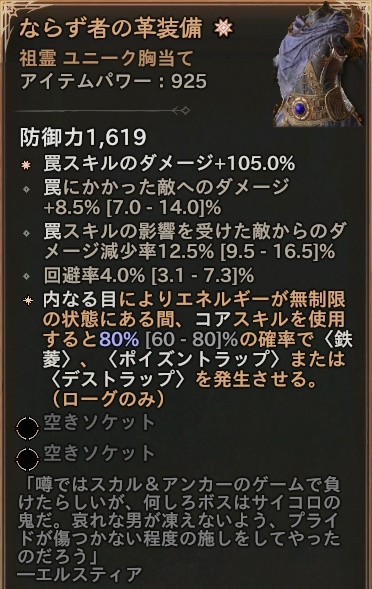 ならず者の革装備
祖霊 ユニーク胸当て
アイテムパワー：925
防御力1,619
罠スキルのダメージ+105.0%
罠にかかった敵へのダメージ
+8.5% [7.0 - 14.0]%
罠スキルの影響を受けた敵からのダ
メージ減少率12.5% [9.5 - 16.5]%
回避率4.0% [3.1 - 7.3]%
内なる目によりエネルギーが無制限
の状態にある間、コアスキルを使用
すると80% [60 - 80]%の確率で〈鉄
菱〉、〈ポイズントラップ〉または
〈デストラップ〉を発生させる。
（ローグのみ）
空きソケット
空きソケット
「噂ではスカル＆アンカーのゲームで負
けたらしいが、何しろボスはサイコロの
鬼だ。哀れな男が凍えないよう、プライ
ドが傷つかない程度の施しをしてやった
のだろう」
―エルスティア